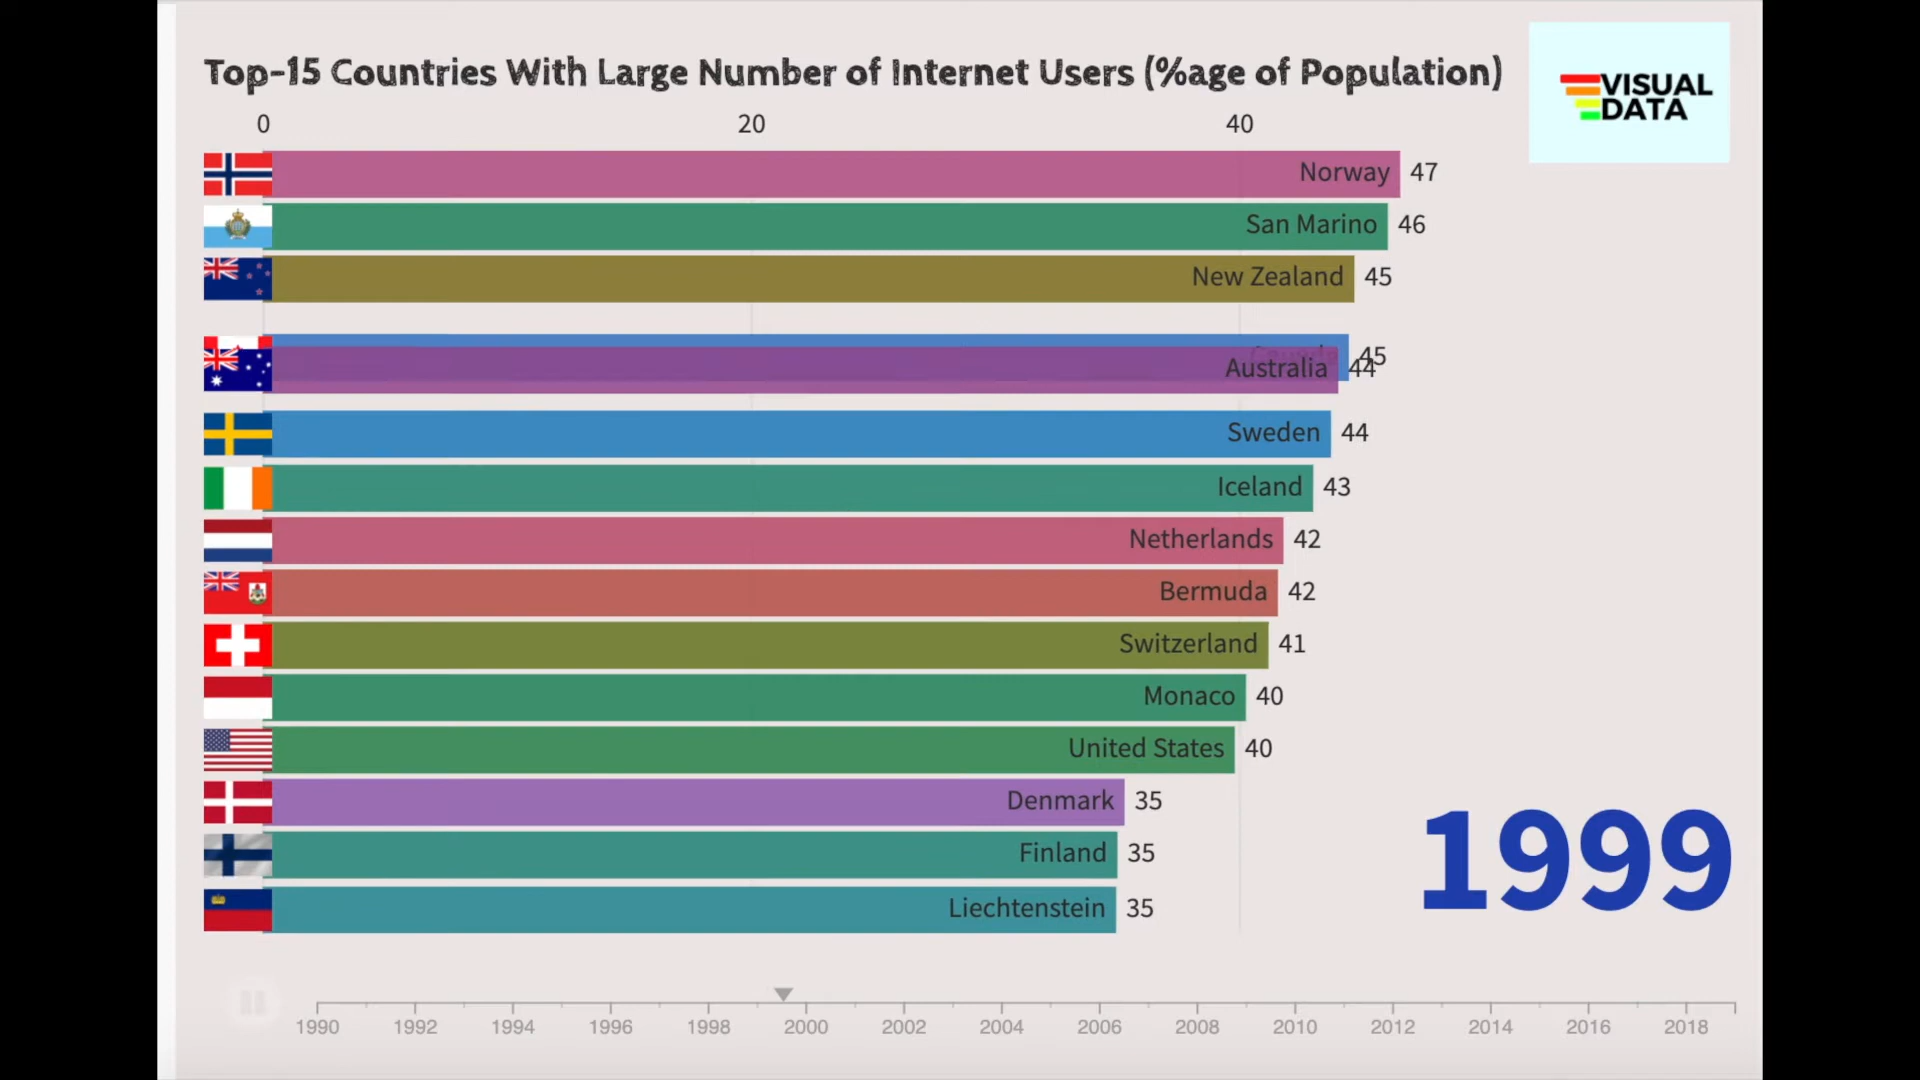 Top-15 Countries With Large Number of Internet Users (%age of Population)
VISUAL
DATA
0 20 40
Norway 47
San Marino 46
New Zealand 45
Canada 45
Australia 44
Sweden 44
Iceland 43
Netherlands 42
Bermuda 42
Switzerland 41
Monaco 40
United States 40
Denmark 35
Finland 35
Liechtenstein 35
1999
1990 1992 1994 1996 1998 2000 2002 2004 2006 2008 2010 2012 2014 2016 2018